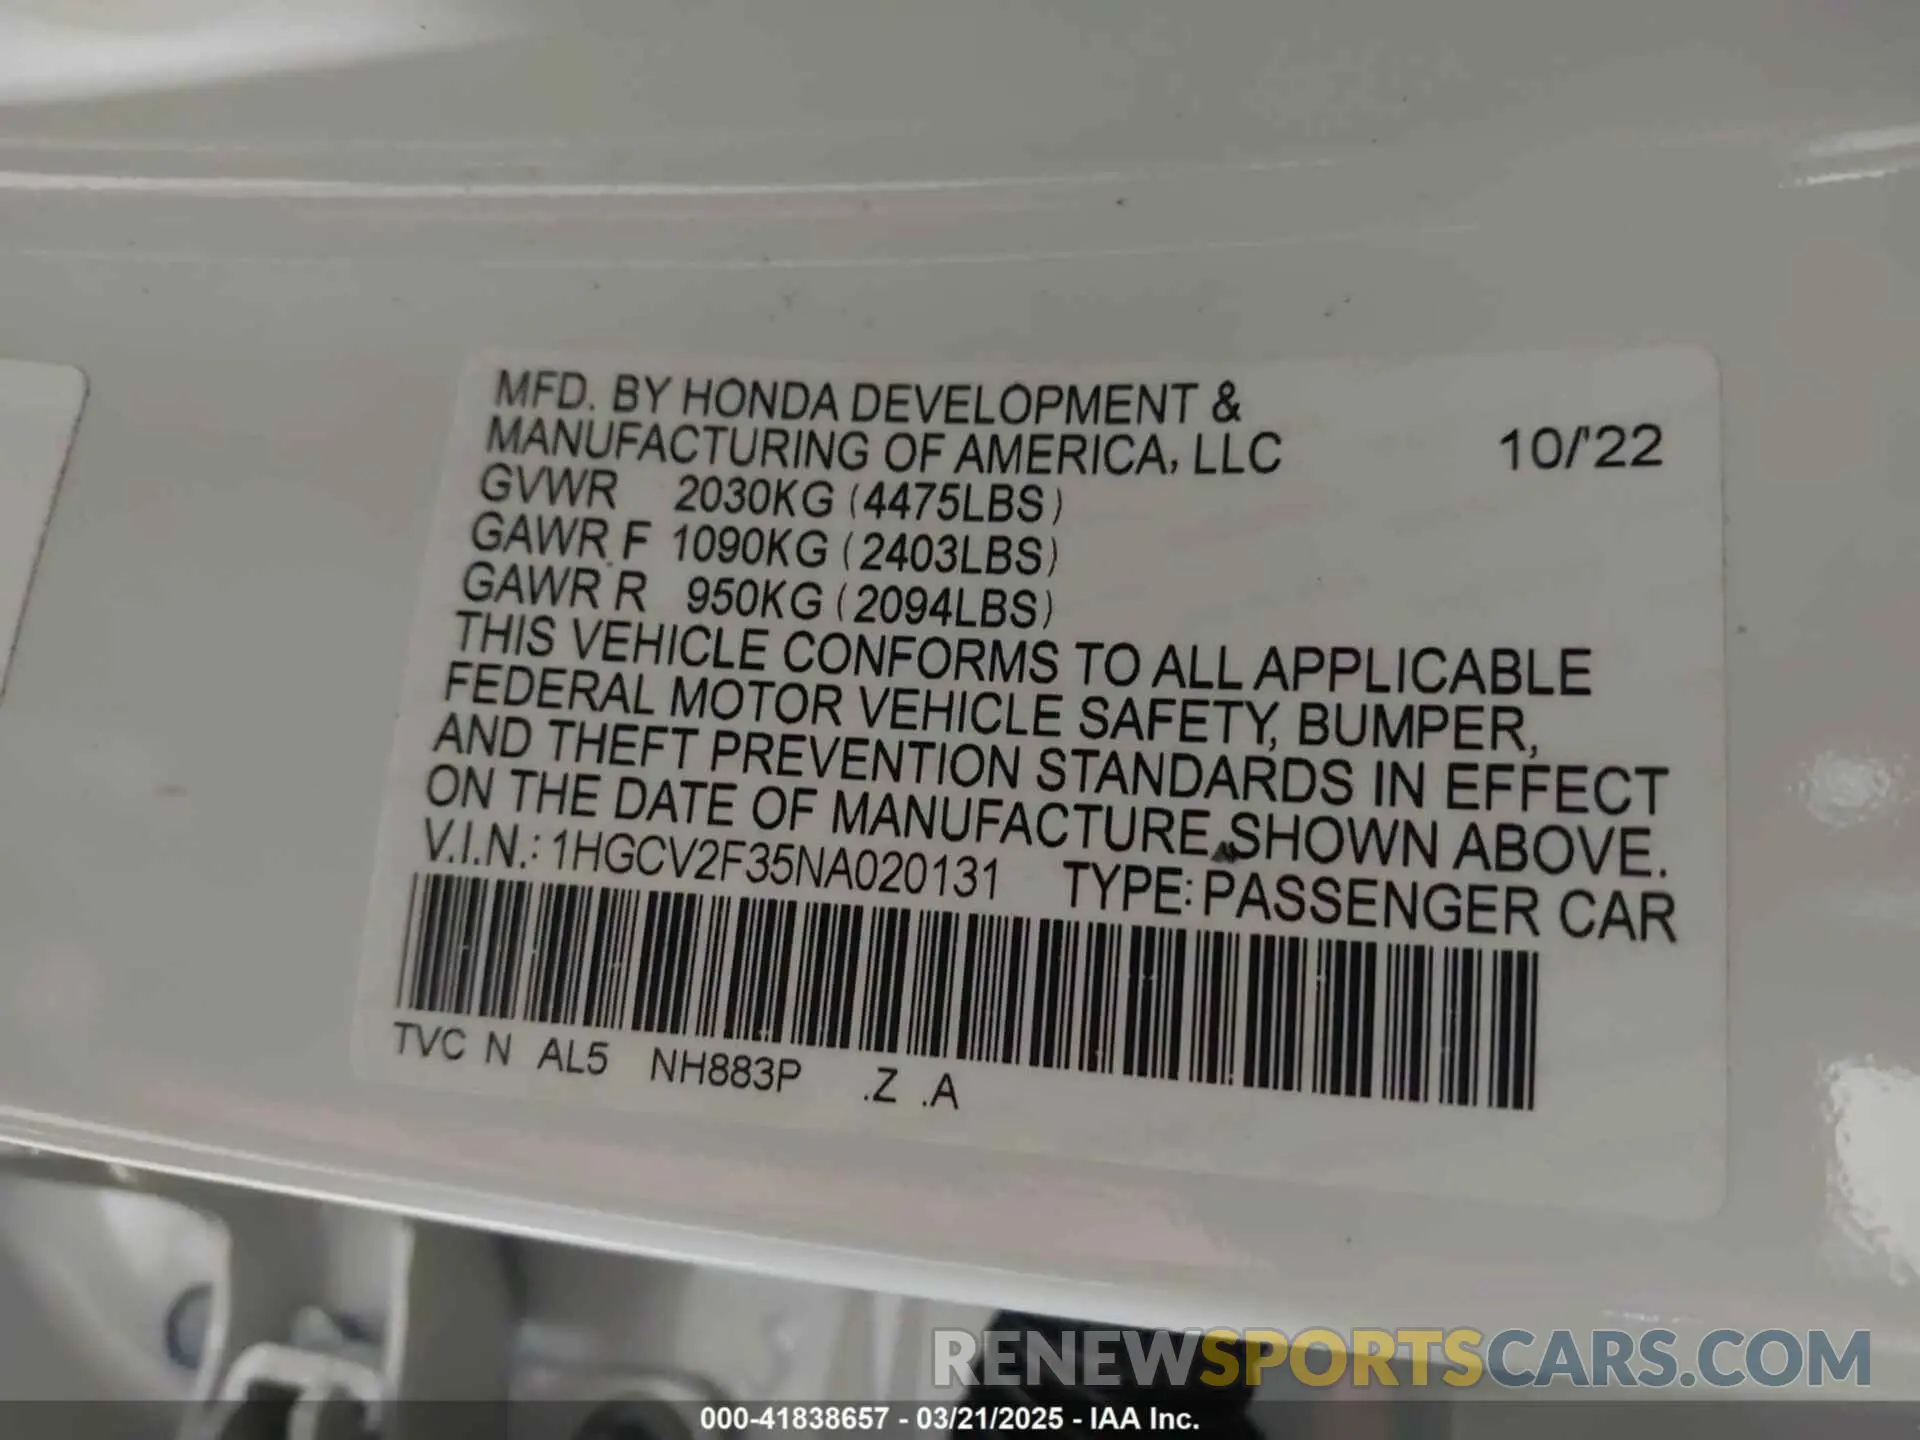 MFD. BY HONDA DEVELOPMENT &
MANUFACTURING OF AMERICA, LLC 10/'22
GVWR 2030KG (4475LBS)
GAWR F 1090KG (2403LBS)
GAWR R 950KG (2094LBS)
THIS VEHICLE CONFORMS TO ALL APPLICABLE
FEDERAL MOTOR VEHICLE SAFETY, BUMPER,
AND THEFT PREVENTION STANDARDS IN EFFECT
ON THE DATE OF MANUFACTURE SHOWN ABOVE.
V.I.N.: 1HGCV2F35NA020131 TYPE: PASSENGER CAR
TVC N AL5 NH883P .Z .A
RENEWSPORTSCARS.COM
000-41838657 - 03/21/2025 - IAA Inc.